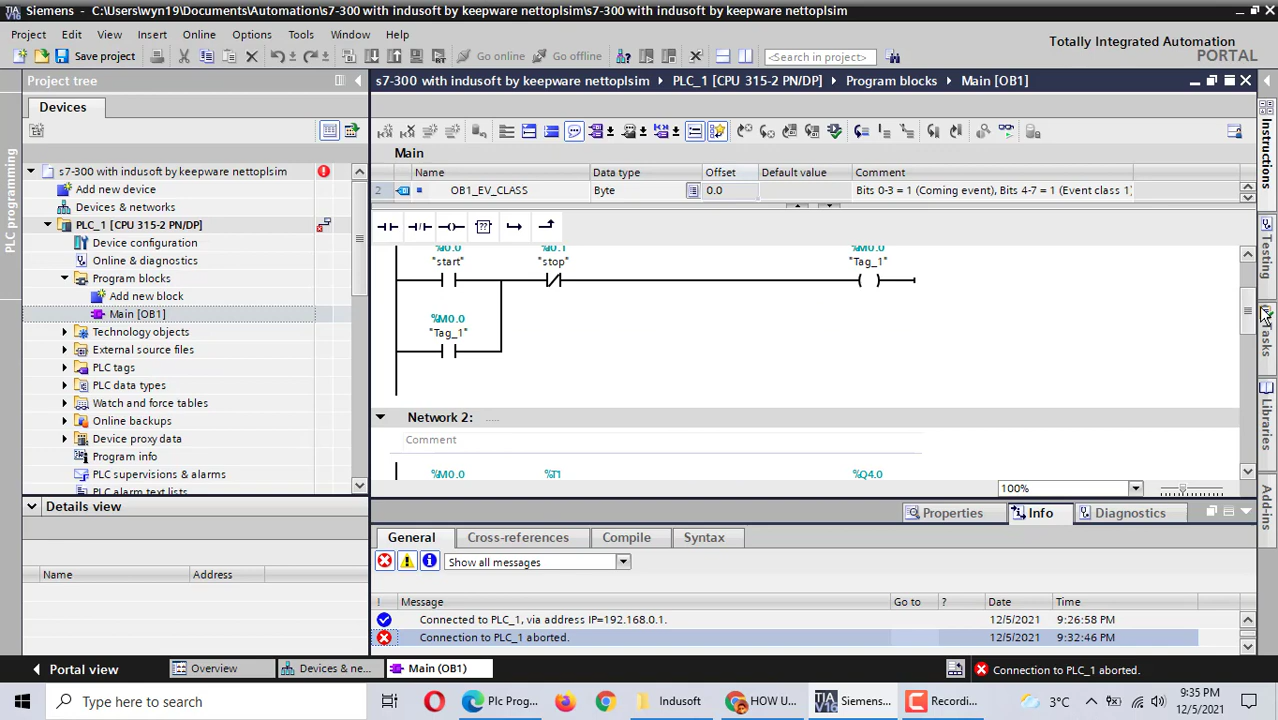 Siemens - C:\Users\wyn19\Documents\Automation\s7-300 with indusoft by keepware nettoplsim\s7-300 with indusoft by keepware nettoplsim
TIA
V16
Project Edit View Insert Online Options Tools Window Help
Totally Integrated Automation
PORTAL
Save project
Go online
Go offline
<Search in project>
Project tree
s7-300 with indusoft by keepware nettoplsim PLC_1 [CPU 315-2 PN/DP] Program blocks Main [OB1]
Devices
PLC programming
Main
Name Data type Offset Default value Comment
2 OB1_EV_CLASS Byte 0.0 Bits 0-3 = 1 (Coming event), Bits 4-7 = 1 (Event class 1)
s7-300 with indusoft by keepware nettoplsim
Add new device
Devices & networks
PLC_1 [CPU 315-2 PN/DP]
Device configuration
Online & diagnostics
Program blocks
Add new block
Main [OB1]
Technology objects
External source files
PLC tags
PLC data types
Watch and force tables
Online backups
Device proxy data
Program info
PLC supervisions & alarms
PLC alarm text lists
??
%I0.0 %I0.1 %M0.0
"start" "stop" "Tag_1"
%M0.0
"Tag_1"
Network 2: .....
Comment
%M0.0 %T1 %Q4.0
100%
Instructions
Testing
Tasks
Libraries
Add-ins
Details view
Name Address
Properties Info Diagnostics
General Cross-references Compile Syntax
Show all messages
! Message Go to ? Date Time
Connected to PLC_1, via address IP=192.168.0.1. 12/5/2021 9:26:58 PM
Connection to PLC_1 aborted. 12/5/2021 9:32:46 PM
Portal view Overview Devices & ne... Main (OB1) Connection to PLC_1 aborted.
Type here to search
Plc Prog...
Indusoft
HOW U...
TIA V16 Siemens...
Recordi...
3°C
9:35 PM
12/5/2021